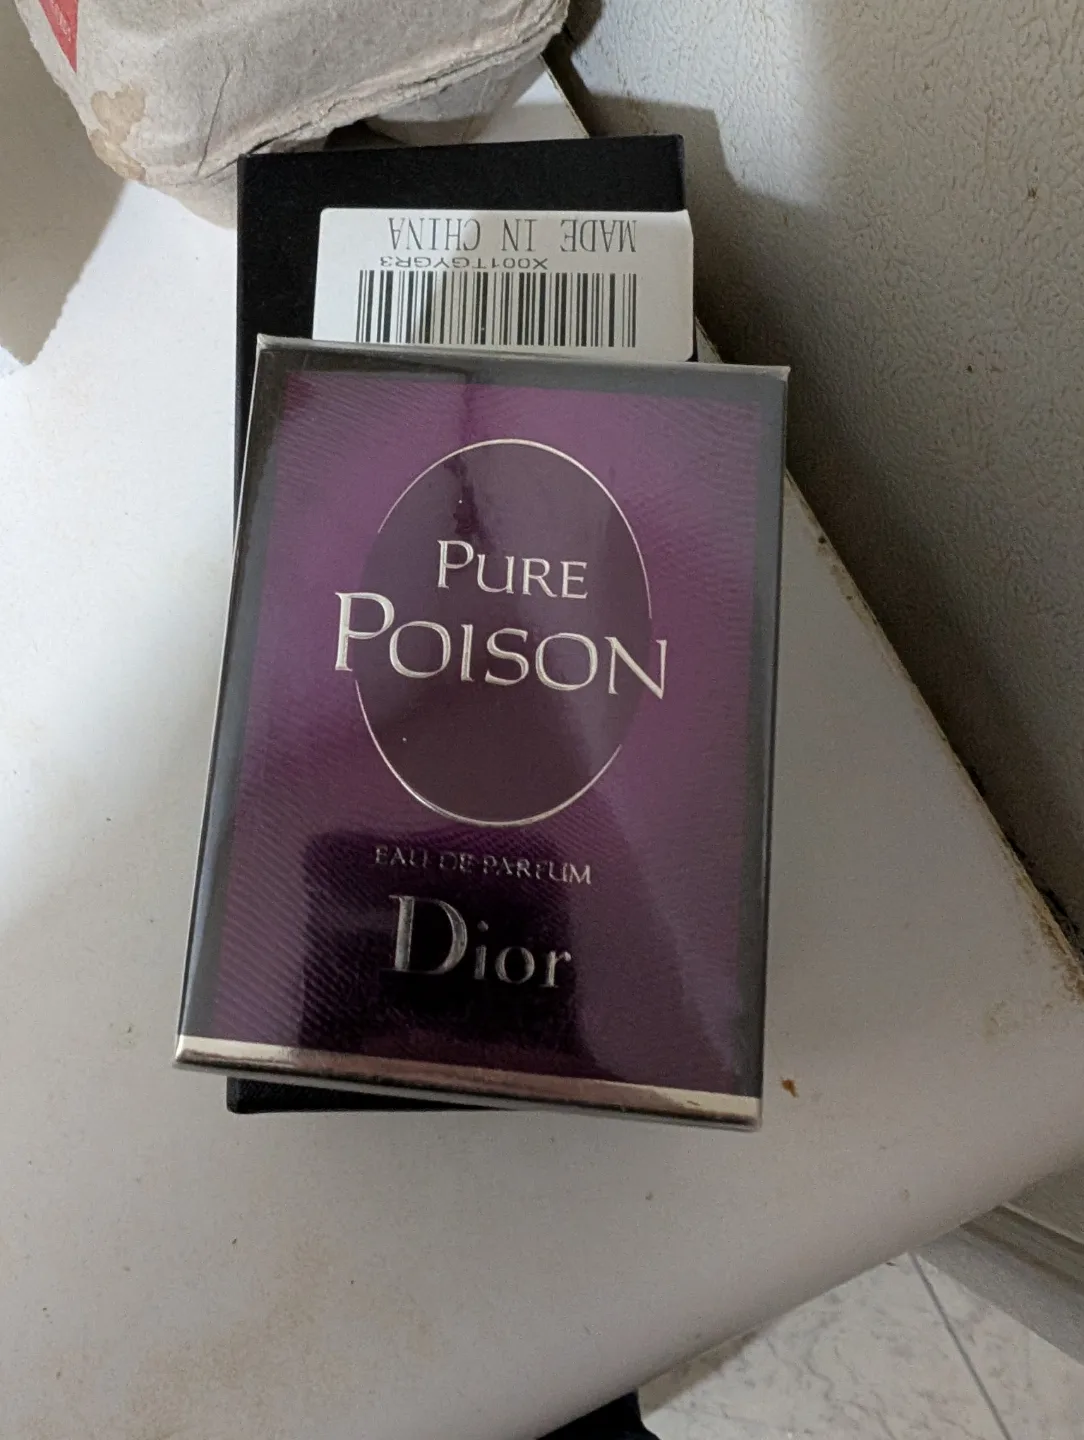 MADE IN CHINA
X001TGYGR3
PURE
POISON
EAU DE PARFUM
Dior